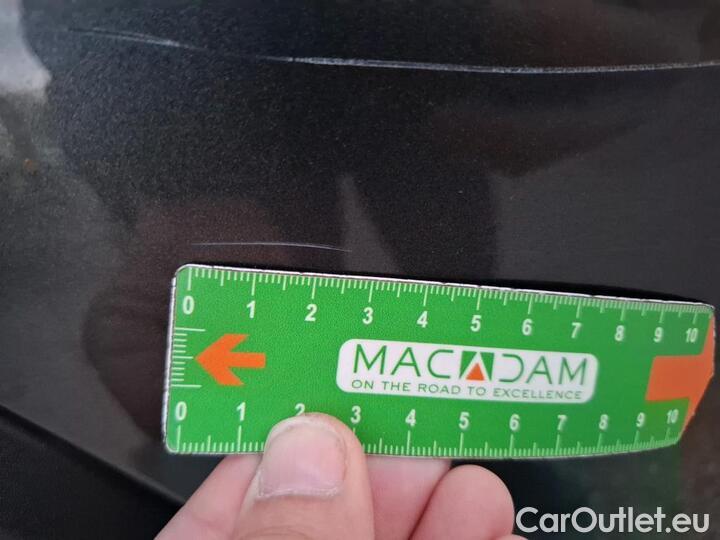 0 1 2 3 4 5 6 7 8 9 10
MACADAM
ON THE ROAD TO EXCELLENCE
0 1 2 3 4 5 6 7 8 9 10
CarOutlet.eu